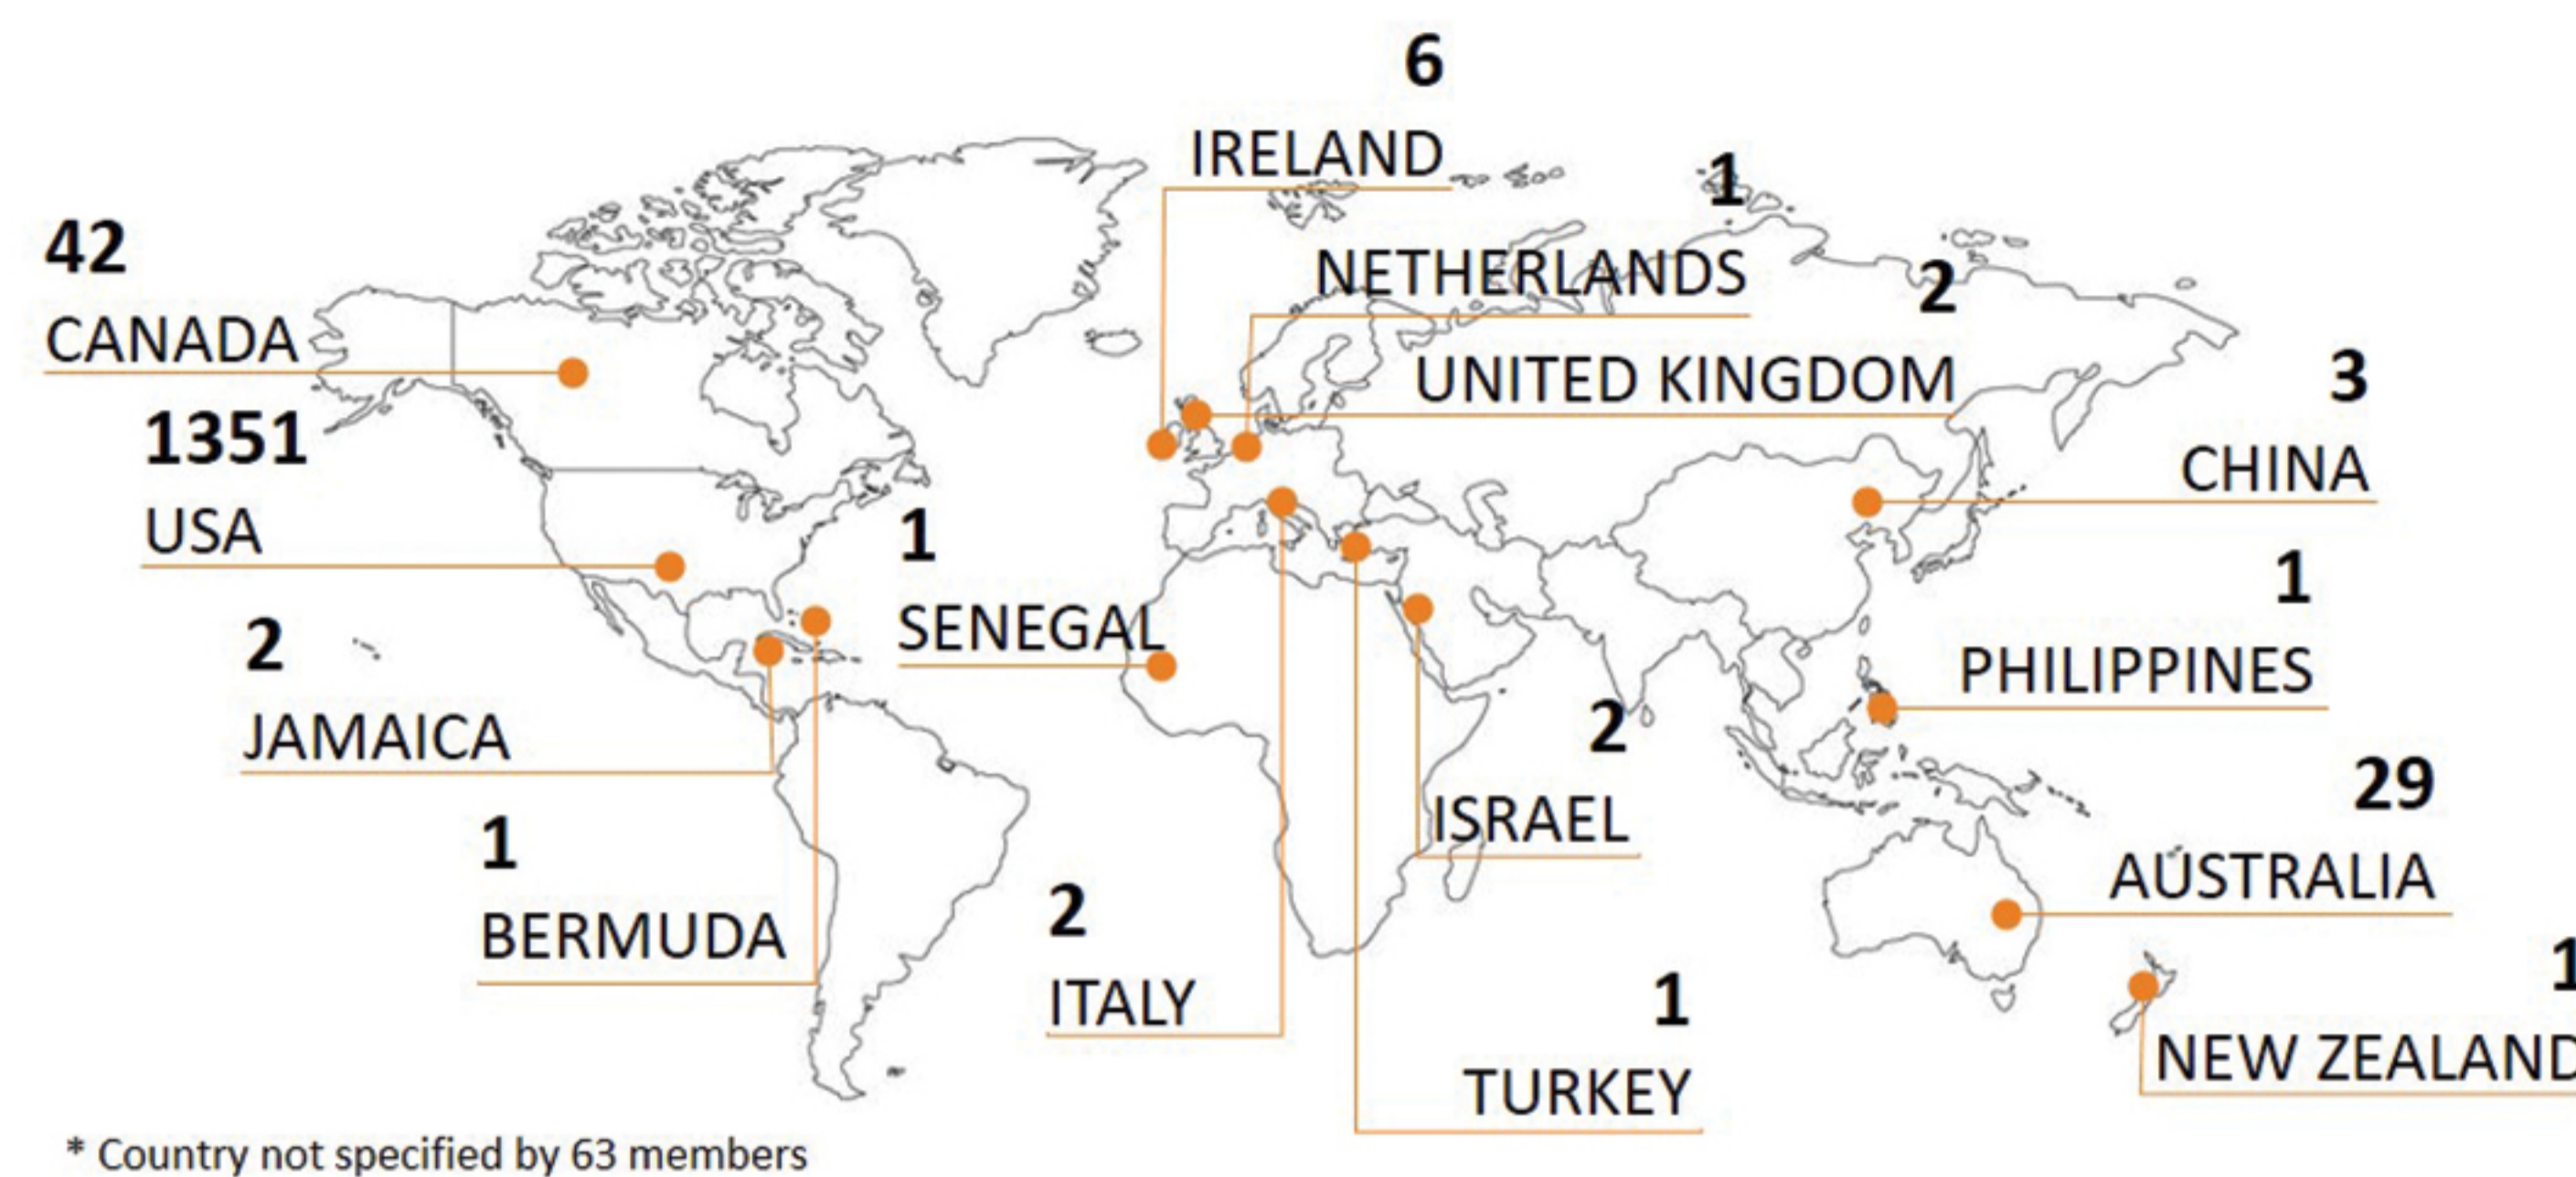 6
IRELAND
1
NETHERLANDS
2
UNITED KINGDOM
42
CANADA
3
CHINA
1351
USA
1
SENEGAL
1
PHILIPPINES
2
JAMAICA
2
ISRAEL
29
AUSTRALIA
1
BERMUDA
2
ITALY
1
TURKEY
1
NEW ZEALAND
* Country not specified by 63 members